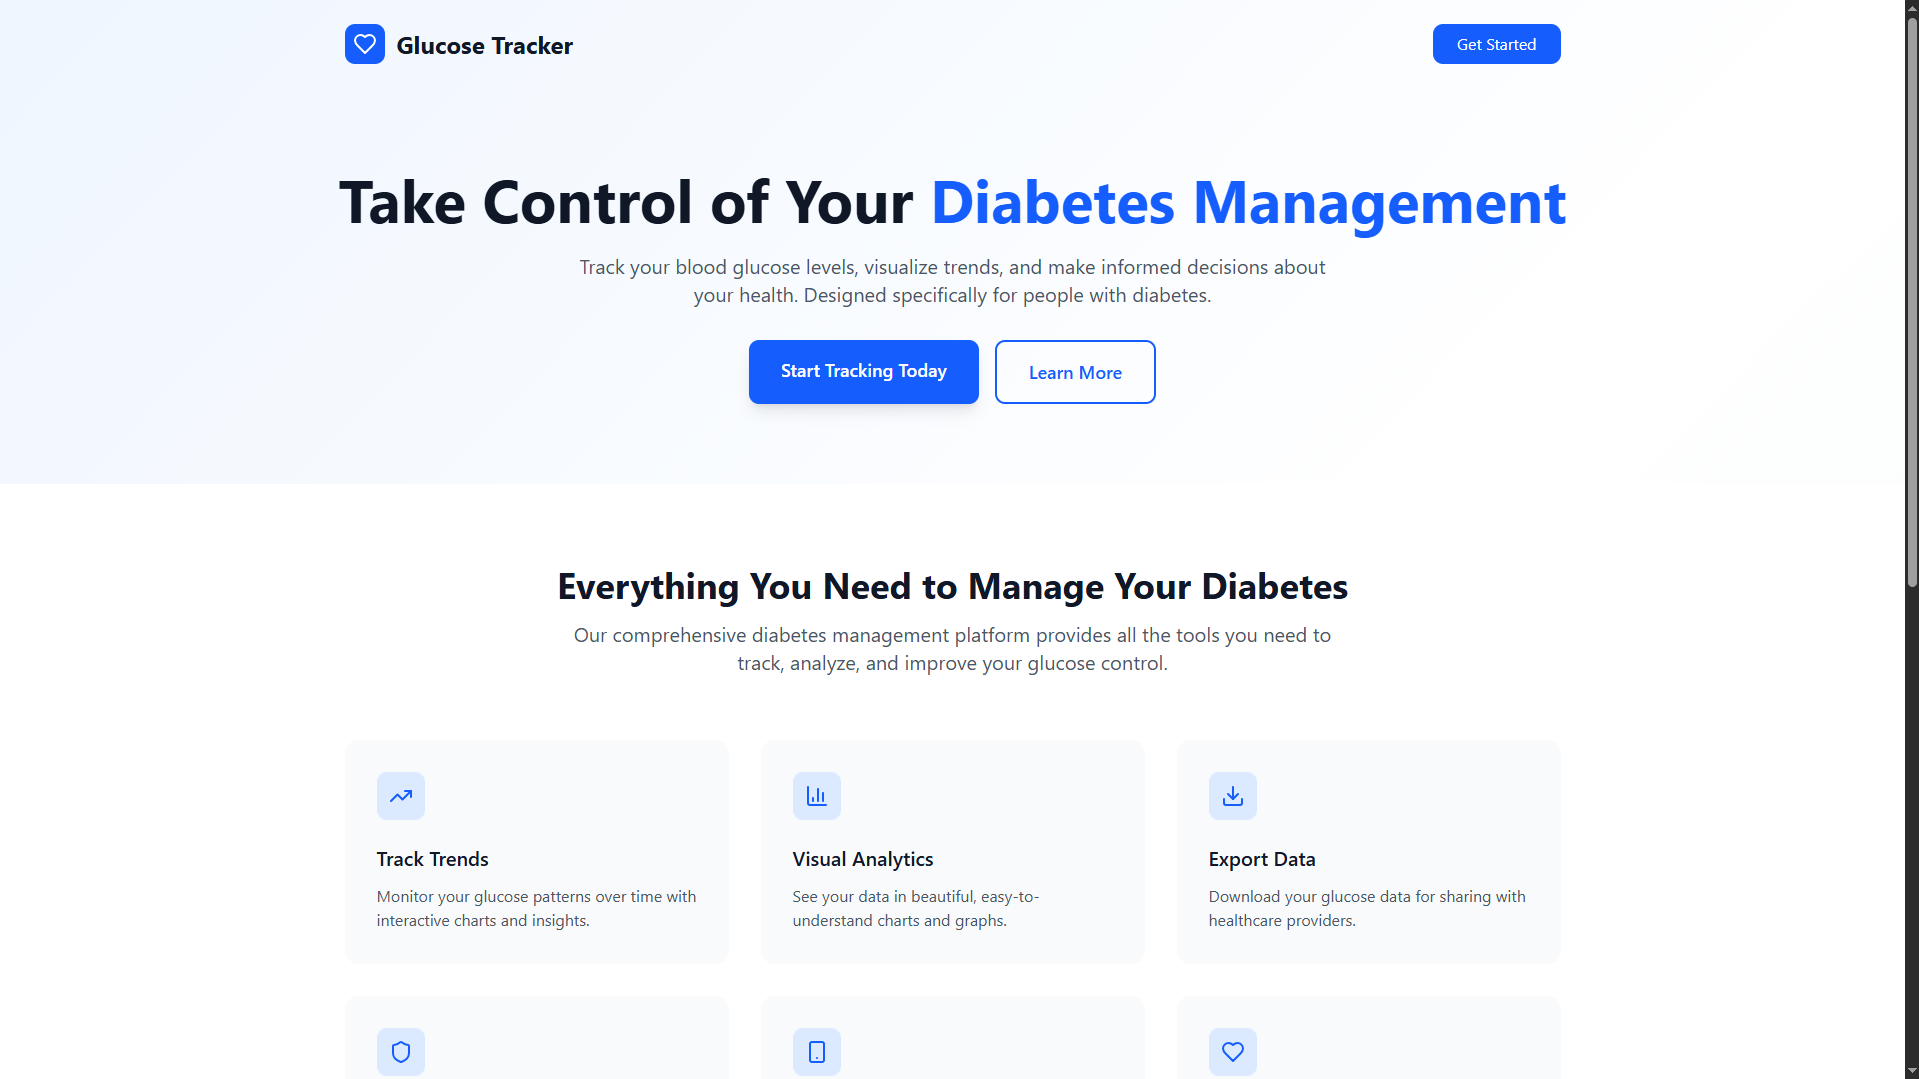 Glucose Tracker
Get Started
Take Control of Your Diabetes Management
Track your blood glucose levels, visualize trends, and make informed decisions about
your health. Designed specifically for people with diabetes.
Start Tracking Today
Learn More
Everything You Need to Manage Your Diabetes
Our comprehensive diabetes management platform provides all the tools you need to
track, analyze, and improve your glucose control.
Track Trends
Monitor your glucose patterns over time with
interactive charts and insights.
Visual Analytics
See your data in beautiful, easy-to-
understand charts and graphs.
Export Data
Download your glucose data for sharing with
healthcare providers.